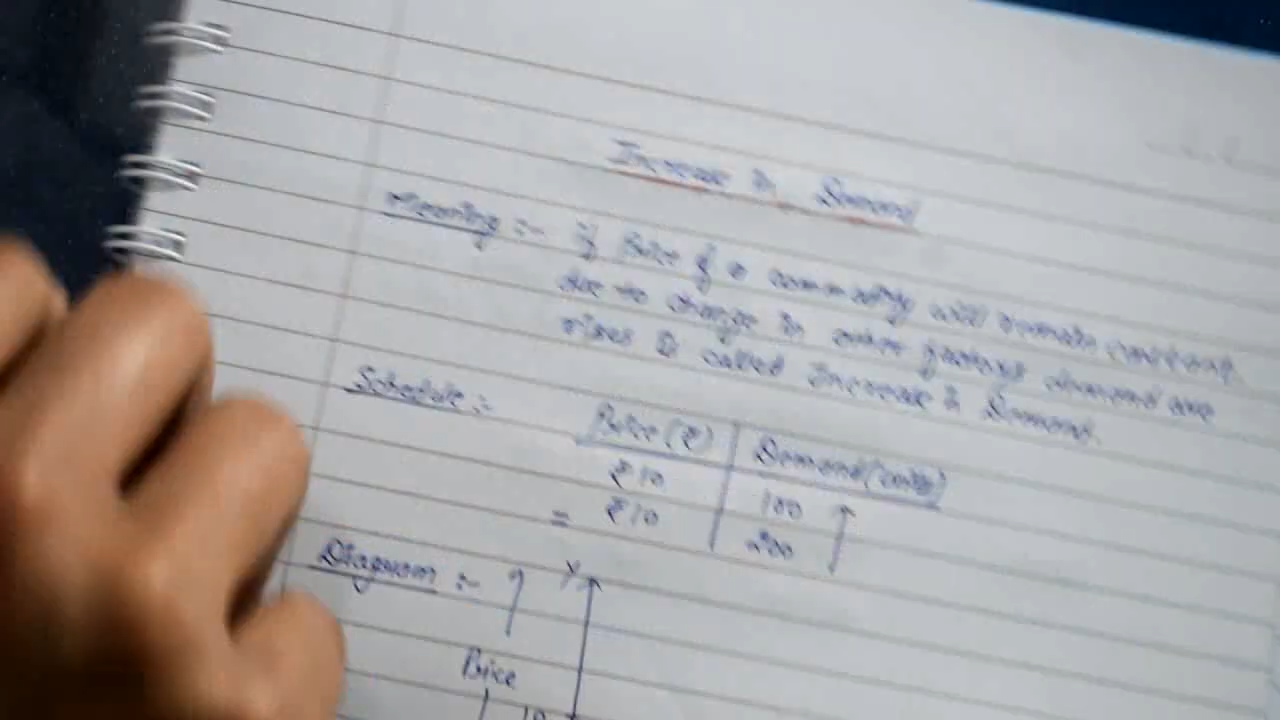 Increase in Demand
Meaning :- If Price of a commodity will remain constant
due to change in other factors demand are
rises is called Increase in Demand.
Schedule :-
Price (₹) Demand (units)
₹10 100
= ₹10 200
Diagram :- Y
Price
10